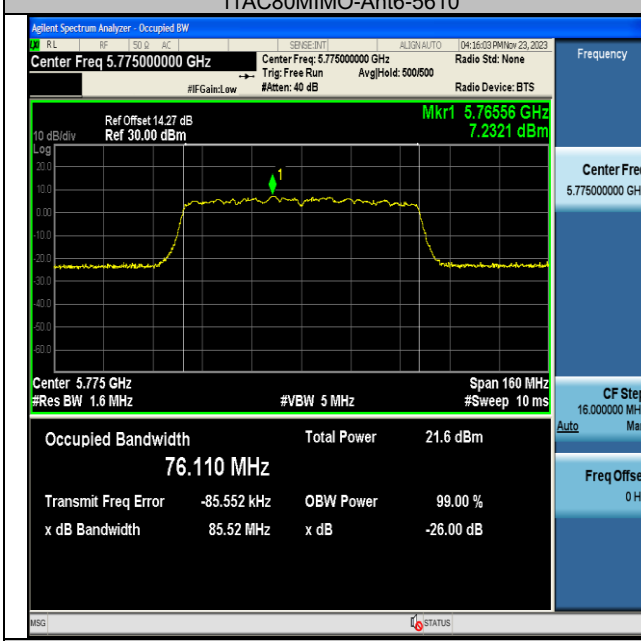 11AC80MIMO-Ant6-5610
Agilent Spectrum Analyzer - Occupied BW
LXI RL RF 50 Ω AC SENSE:INT ALIGN AUTO 04:16:03 PM Nov 23, 2023
Center Freq 5.775000000 GHz Center Freq: 5.775000000 GHz Radio Std: None
Trig: Free Run Avg|Hold: 500/500
#IFGain:Low #Atten: 40 dB Radio Device: BTS
Ref Offset 14.27 dB Mkr1 5.76556 GHz
10 dB/div Ref 30.00 dBm 7.2321 dBm
Log
20.0
1
10.0
0.00
-10.0
-20.0
-30.0
-40.0
-50.0
-60.0
Center 5.775 GHz Span 160 MHz
#Res BW 1.6 MHz #VBW 5 MHz #Sweep 10 ms
Occupied Bandwidth Total Power 21.6 dBm
76.110 MHz
Transmit Freq Error -85.552 kHz OBW Power 99.00 %
x dB Bandwidth 85.52 MHz x dB -26.00 dB
MSG STATUS
Frequency
Center Fre
5.775000000 GH
CF Step
16.000000 MH
Auto Ma
Freq Offse
0 H